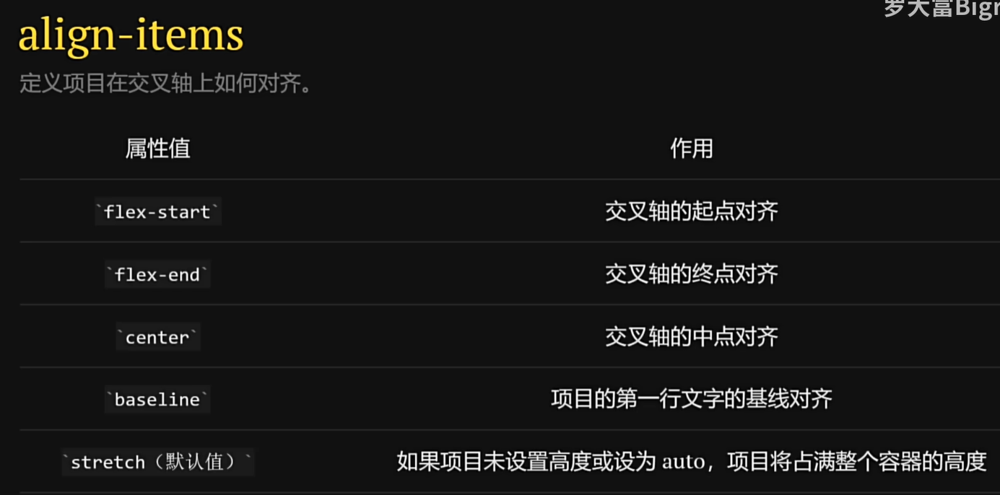 罗大富Bigr
align-items
定义项目在交叉轴上如何对齐。
属性值 作用
`flex-start` 交叉轴的起点对齐
`flex-end` 交叉轴的终点对齐
`center` 交叉轴的中点对齐
`baseline` 项目的第一行文字的基线对齐
`stretch（默认值）` 如果项目未设置高度或设为 auto，项目将占满整个容器的高度